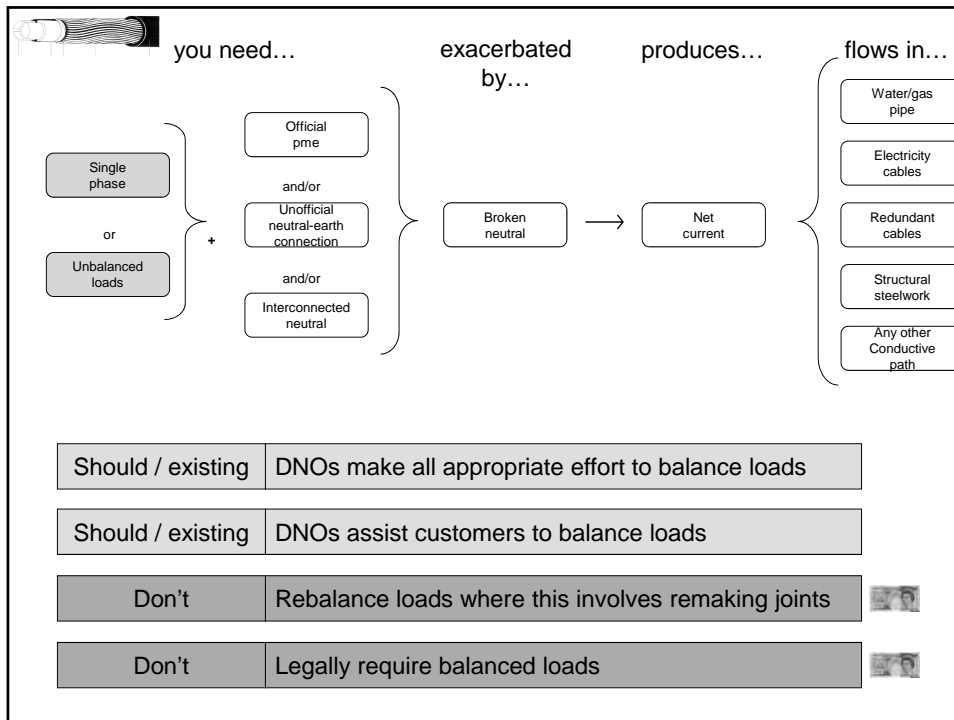 you need…
exacerbated
by…
produces…
flows in…
Single
phase
or
Unbalanced
loads
+
Official
pme
and/or
Unofficial
neutral-earth
connection
and/or
Interconnected
neutral
Broken
neutral
Net
current
Water/gas
pipe
Electricity
cables
Redundant
cables
Structural
steelwork
Any other
Conductive
path
Should / existing DNOs make all appropriate effort to balance loads
Should / existing DNOs assist customers to balance loads
Don't Rebalance loads where this involves remaking joints
Don't Legally require balanced loads